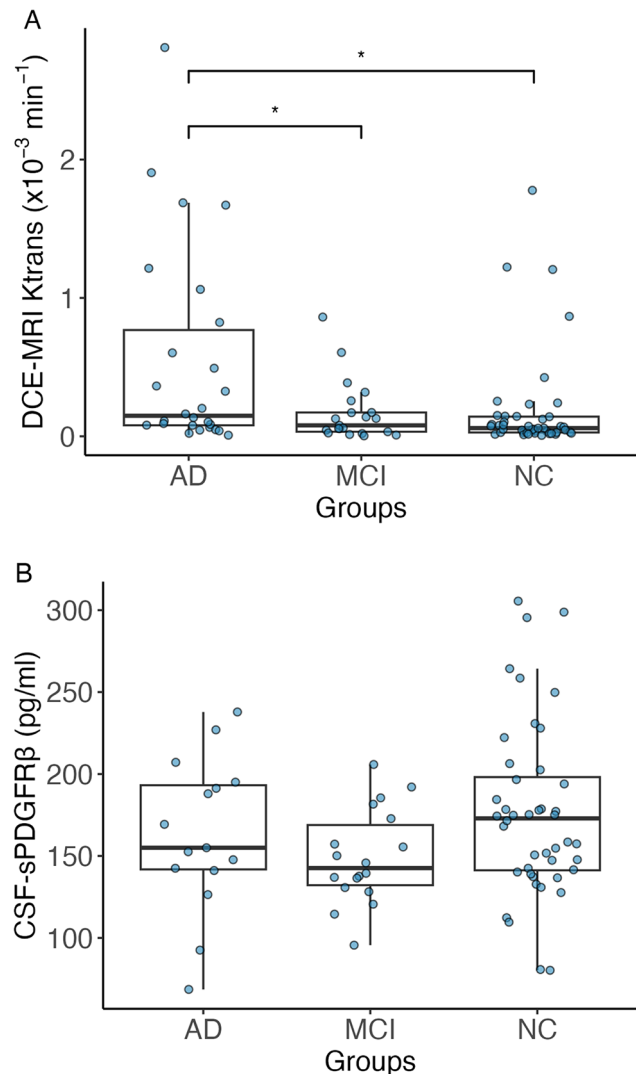 A
DCE-MRI Ktrans (x10⁻³ min⁻¹)
*
*
2
1
0
AD MCI NC
Groups
B
CSF-sPDGFRβ (pg/ml)
300
250
200
150
100
AD MCI NC
Groups